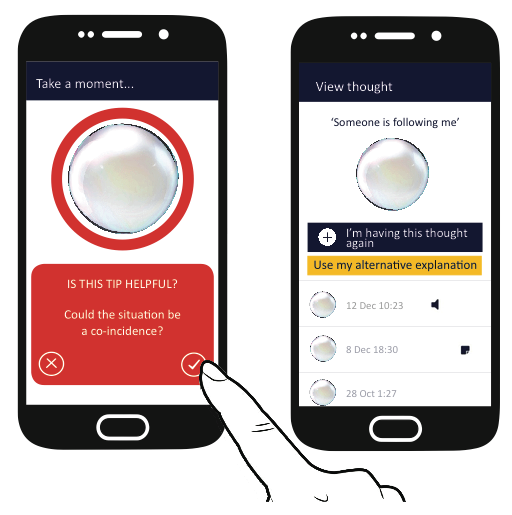 Take a moment...
IS THIS TIP HELPFUL?
Could the situation be
a co-incidence?
View thought
‘Someone is following me’
I’m having this thought
again
Use my alternative explanation
12 Dec 10:23
8 Dec 18:30
28 Oct 1:27